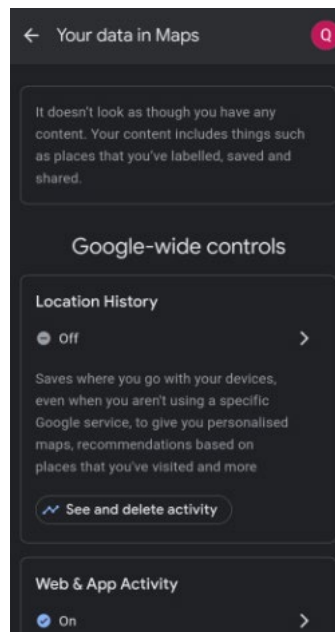 Your data in Maps
Q
It doesn't look as though you have any
content. Your content includes things such
as places that you've labelled, saved and
shared.
Google-wide controls
Location History
Off
Saves where you go with your devices,
even when you aren't using a specific
Google service, to give you personalised
maps, recommendations based on
places that you've visited and more
See and delete activity
Web & App Activity
On